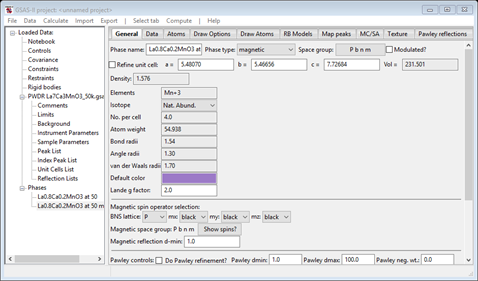 GSAS-II project: <unnamed project>
File Data Calculate Import Export | Select tab Compute | Help
Loaded Data:
Notebook
Controls
Covariance
Constraints
Restraints
Rigid bodies
PWDR La7Ca3MnO3_50k.gsa
Comments
Limits
Background
Instrument Parameters
Sample Parameters
Peak List
Index Peak List
Unit Cells List
Reflection Lists
Phases
La0.8Ca0.2MnO3 at 50
La0.8Ca0.2MnO3 at 50 m
General Data Atoms Draw Options Draw Atoms RB Models Map peaks MC/SA Texture Pawley reflections
Phase name: La0.8Ca0.2MnO3 at Phase type: magnetic Space group: P b n m Modulated?
Refine unit cell: a = 5.48070 b = 5.46656 c = 7.72684 Vol = 231.501
Density: 1.576
Elements Mn+3
Isotope Nat. Abund.
No. per cell 4.0
Atom weight 54.938
Bond radii 1.54
Angle radii 1.30
van der Waals radii 1.70
Default color
Lande g factor: 2.0
Magnetic spin operator selection:
BNS lattice: P mx: black my: black mz: black
Magnetic space group: P b n m Show spins?
Magnetic reflection d-min: 1.0
Pawley controls: Do Pawley refinement? Pawley dmin: 1.0 Pawley dmax: 100.0 Pawley neg. wt.: 0.0